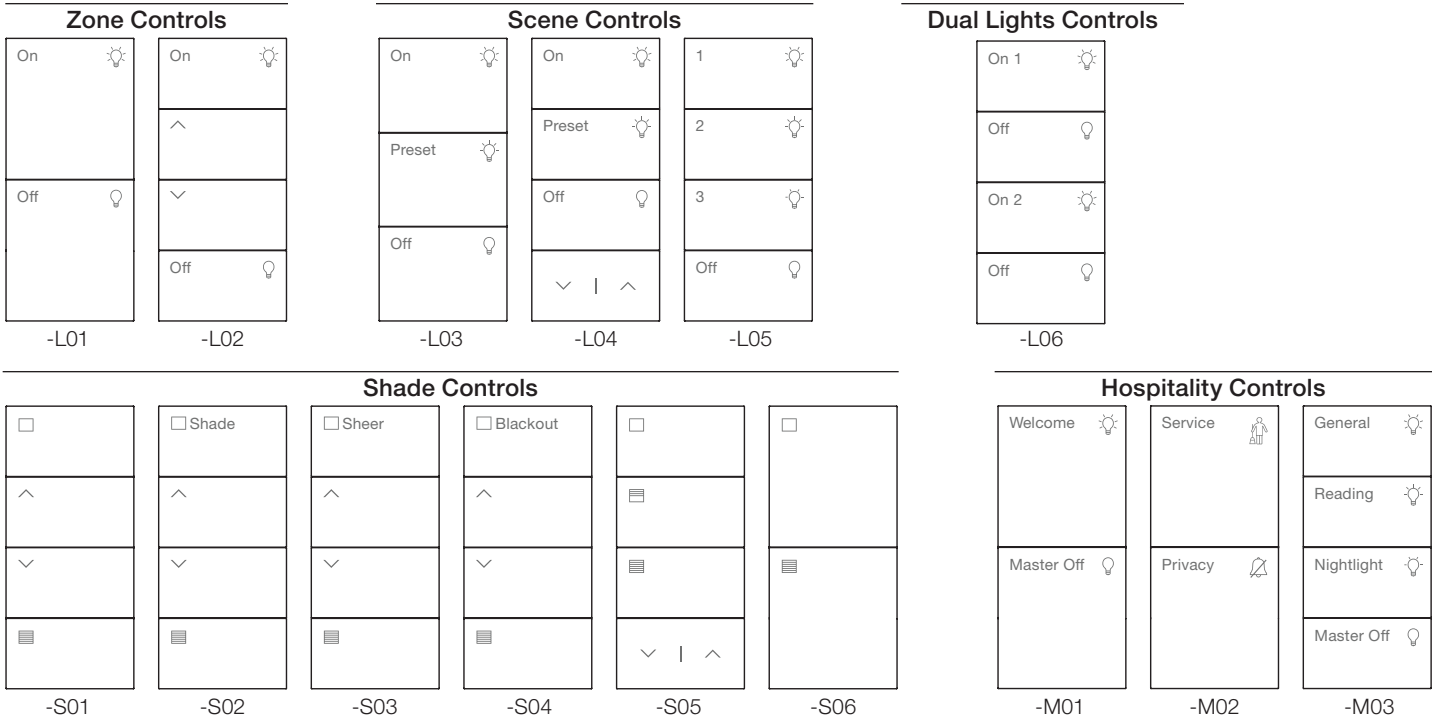 Zone Controls
On
Off
-L01
On
Off
-L02
Scene Controls
On
Preset
Off
-L03
On
Preset
Off
-L04
1
2
3
Off
-L05
Dual Lights Controls
On 1
Off
On 2
Off
-L06
Shade Controls
-S01
Shade
-S02
Sheer
-S03
Blackout
-S04
-S05
-S06
Hospitality Controls
Welcome
Master Off
-M01
Service
Privacy
-M02
General
Reading
Nightlight
Master Off
-M03